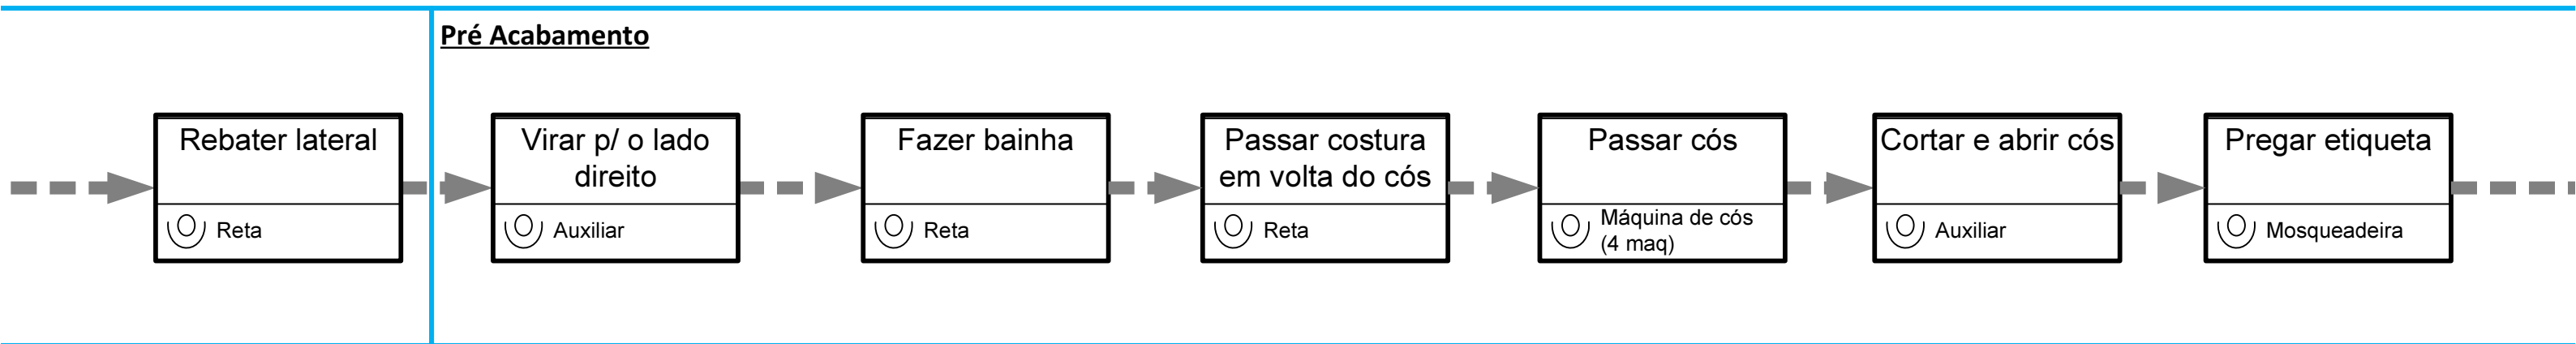 Pré Acabamento
Rebater lateral
Reta
Virar p/ o lado
direito
Auxiliar
Fazer bainha
Reta
Passar costura
em volta do cós
Reta
Passar cós
Máquina de cós
(4 maq)
Cortar e abrir cós
Auxiliar
Pregar etiqueta
Mosqueadeira